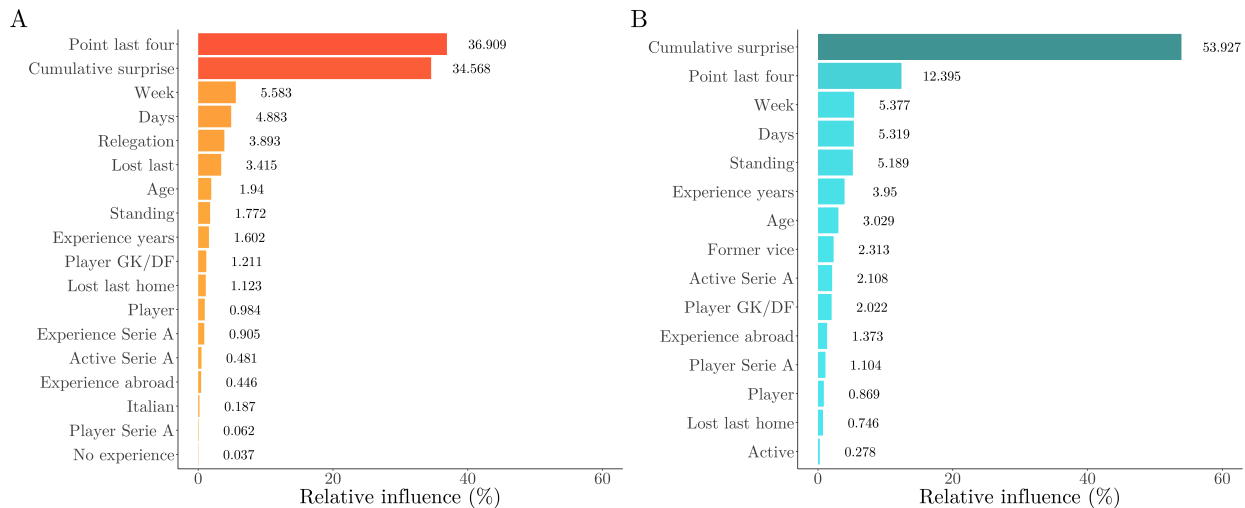 A
Point last four 36.909
Cumulative surprise 34.568
Week 5.583
Days 4.883
Relegation 3.893
Lost last 3.415
Age 1.94
Standing 1.772
Experience years 1.602
Player GK/DF 1.211
Lost last home 1.123
Player 0.984
Experience Serie A 0.905
Active Serie A 0.481
Experience abroad 0.446
Italian 0.187
Player Serie A 0.062
No experience 0.037
0 20 40 60
Relative influence (%)
B
Cumulative surprise 53.927
Point last four 12.395
Week 5.377
Days 5.319
Standing 5.189
Experience years 3.95
Age 3.029
Former vice 2.313
Active Serie A 2.108
Player GK/DF 2.022
Experience abroad 1.373
Player Serie A 1.104
Player 0.869
Lost last home 0.746
Active 0.278
0 20 40 60
Relative influence (%)